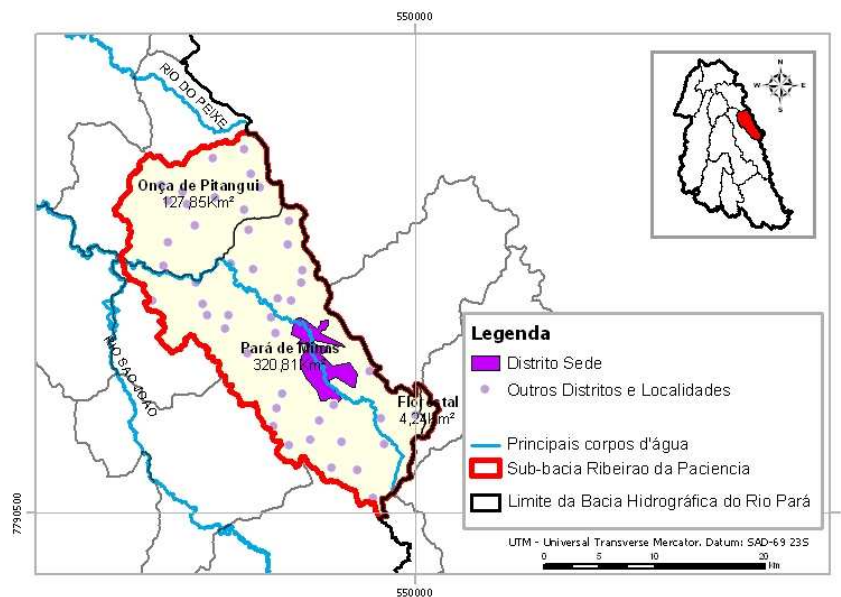 550000
RIO DO PEIXE
N
W E
S
Onça de Pitangui
127,85Km²
RIO SAO JOÃO
Pará de Minas
320,81Km²
Florestal
4,24Km²
7790500
Legenda
Distrito Sede
Outros Distritos e Localidades
Principais corpos d'água
Sub-bacia Ribeirao da Paciencia
Limite da Bacia Hidrográfica do Rio Pará
UTM - Universal Transverse Mercator. Datum: SAD-69 23S
0 5 10 20
Km
550000